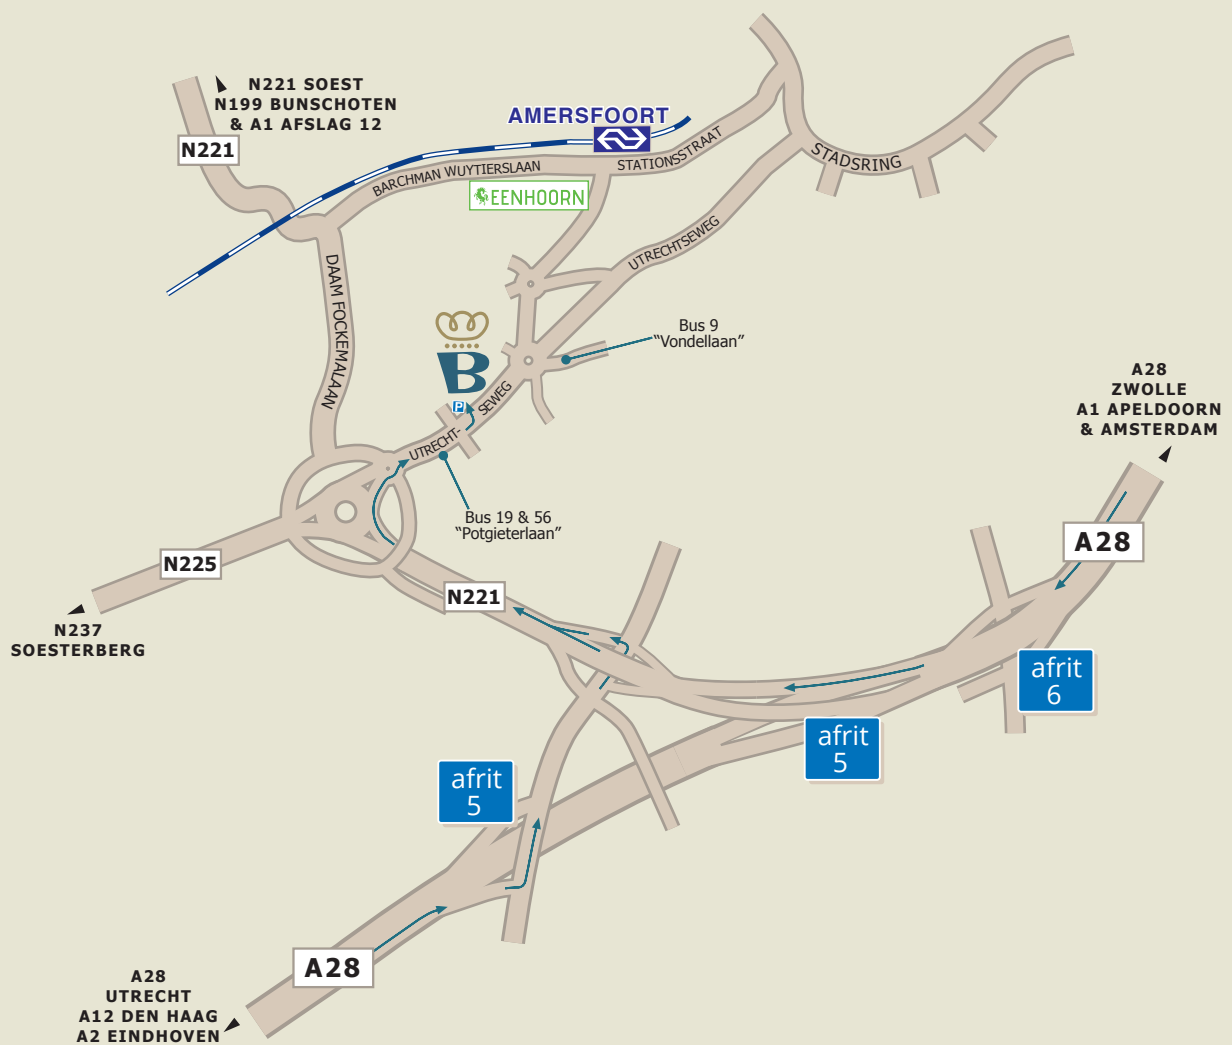 N221 SOEST
N199 BUNSCHOTEN
& A1 AFSLAG 12
N221
AMERSFOORT
BARCHMAN WUYTIERSLAAN
STATIONSSTRAAT
STADSRING
EENHOORN
UTRECHTSEWEG
DAAM FOCKEMALAAN
Bus 9
“Vondellaan”
B
P
UTRECHT-
SEWEG
A28
ZWOLLE
A1 APELDOORN
& AMSTERDAM
Bus 19 & 56
“Potgieterlaan”
A28
N225
N221
N237
SOESTERBERG
afrit
6
afrit
5
afrit
5
A28
A28
UTRECHT
A12 DEN HAAG
A2 EINDHOVEN